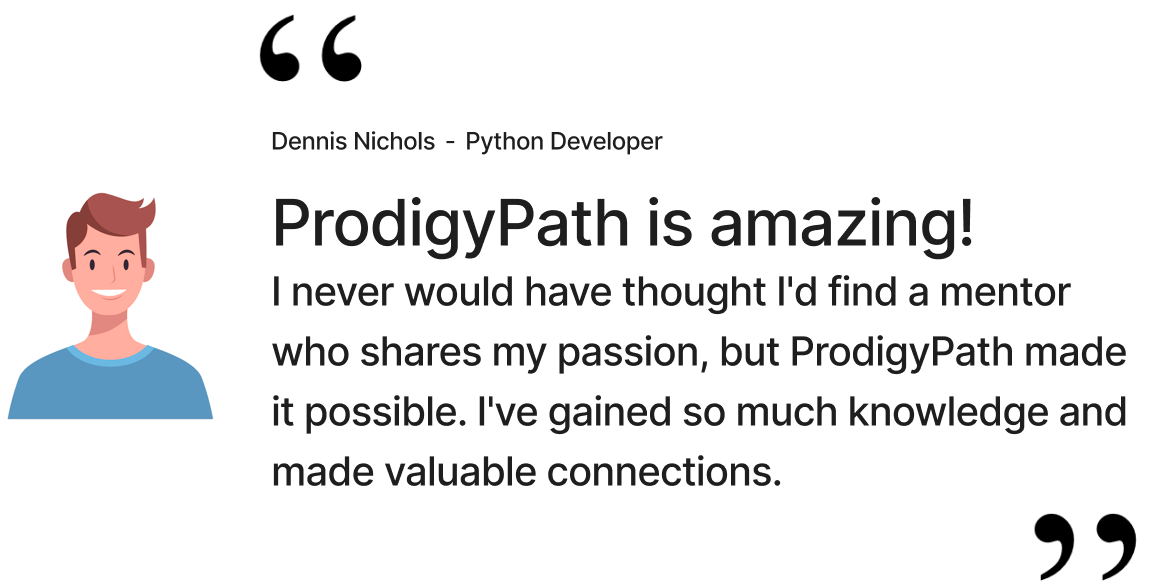 “
Dennis Nichols - Python Developer
ProdigyPath is amazing!
I never would have thought I'd find a mentor
who shares my passion, but ProdigyPath made
it possible. I've gained so much knowledge and
made valuable connections.
”